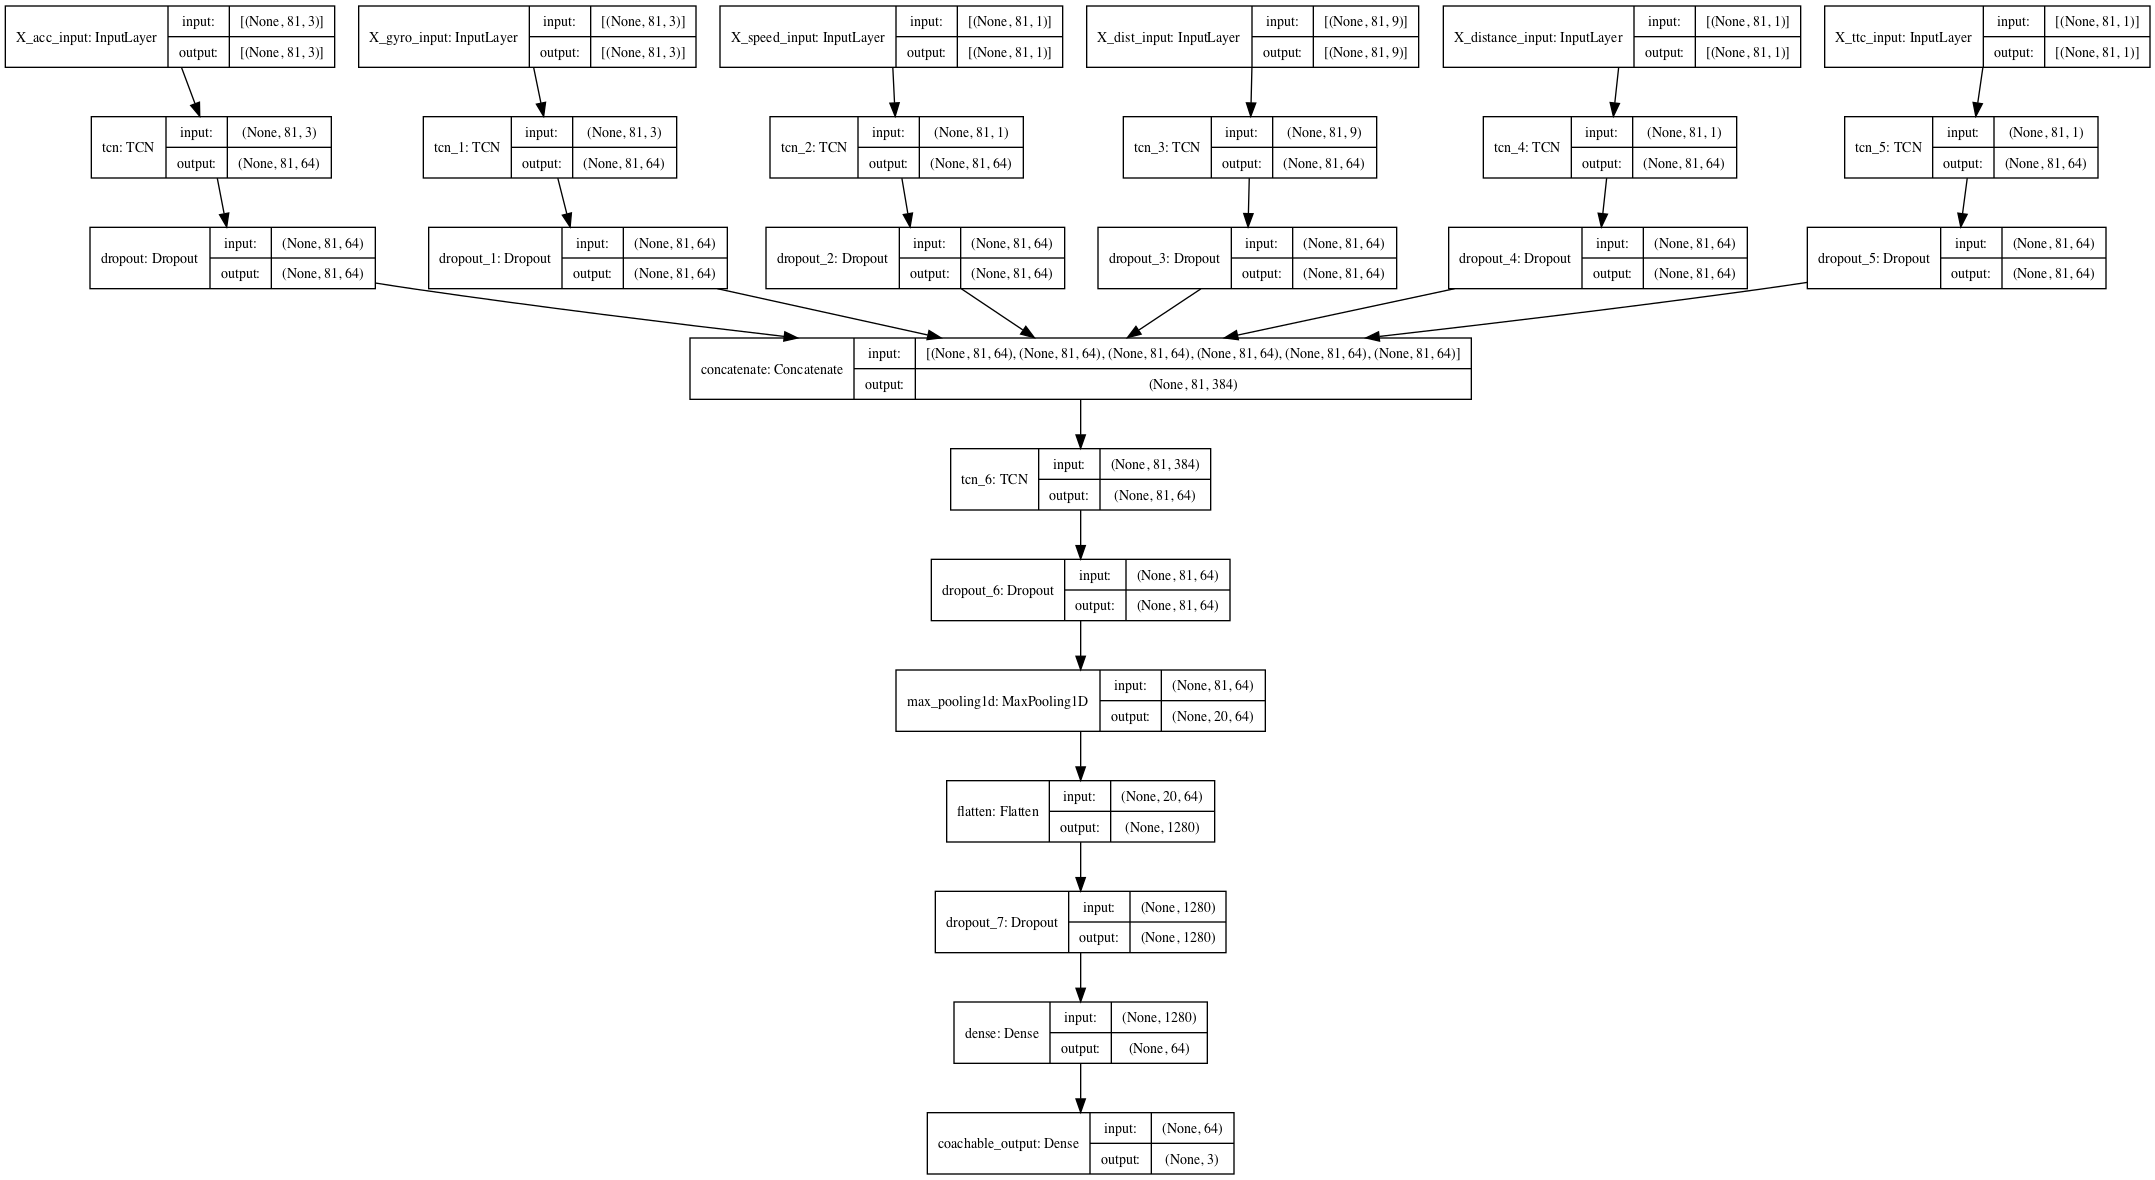 X_acc_input: InputLayer input: [(None, 81, 3)] output: [(None, 81, 3)]
X_gyro_input: InputLayer input: [(None, 81, 3)] output: [(None, 81, 3)]
X_speed_input: InputLayer input: [(None, 81, 1)] output: [(None, 81, 1)]
X_dist_input: InputLayer input: [(None, 81, 9)] output: [(None, 81, 9)]
X_distance_input: InputLayer input: [(None, 81, 1)] output: [(None, 81, 1)]
X_ttc_input: InputLayer input: [(None, 81, 1)] output: [(None, 81, 1)]
tcn: TCN input: (None, 81, 3) output: (None, 81, 64)
tcn_1: TCN input: (None, 81, 3) output: (None, 81, 64)
tcn_2: TCN input: (None, 81, 1) output: (None, 81, 64)
tcn_3: TCN input: (None, 81, 9) output: (None, 81, 64)
tcn_4: TCN input: (None, 81, 1) output: (None, 81, 64)
tcn_5: TCN input: (None, 81, 1) output: (None, 81, 64)
dropout: Dropout input: (None, 81, 64) output: (None, 81, 64)
dropout_1: Dropout input: (None, 81, 64) output: (None, 81, 64)
dropout_2: Dropout input: (None, 81, 64) output: (None, 81, 64)
dropout_3: Dropout input: (None, 81, 64) output: (None, 81, 64)
dropout_4: Dropout input: (None, 81, 64) output: (None, 81, 64)
dropout_5: Dropout input: (None, 81, 64) output: (None, 81, 64)
concatenate: Concatenate input: [(None, 81, 64), (None, 81, 64), (None, 81, 64), (None, 81, 64), (None, 81, 64), (None, 81, 64)] output: (None, 81, 384)
tcn_6: TCN input: (None, 81, 384) output: (None, 81, 64)
dropout_6: Dropout input: (None, 81, 64) output: (None, 81, 64)
max_pooling1d: MaxPooling1D input: (None, 81, 64) output: (None, 20, 64)
flatten: Flatten input: (None, 20, 64) output: (None, 1280)
dropout_7: Dropout input: (None, 1280) output: (None, 1280)
dense: Dense input: (None, 1280) output: (None, 64)
coachable_output: Dense input: (None, 64) output: (None, 3)